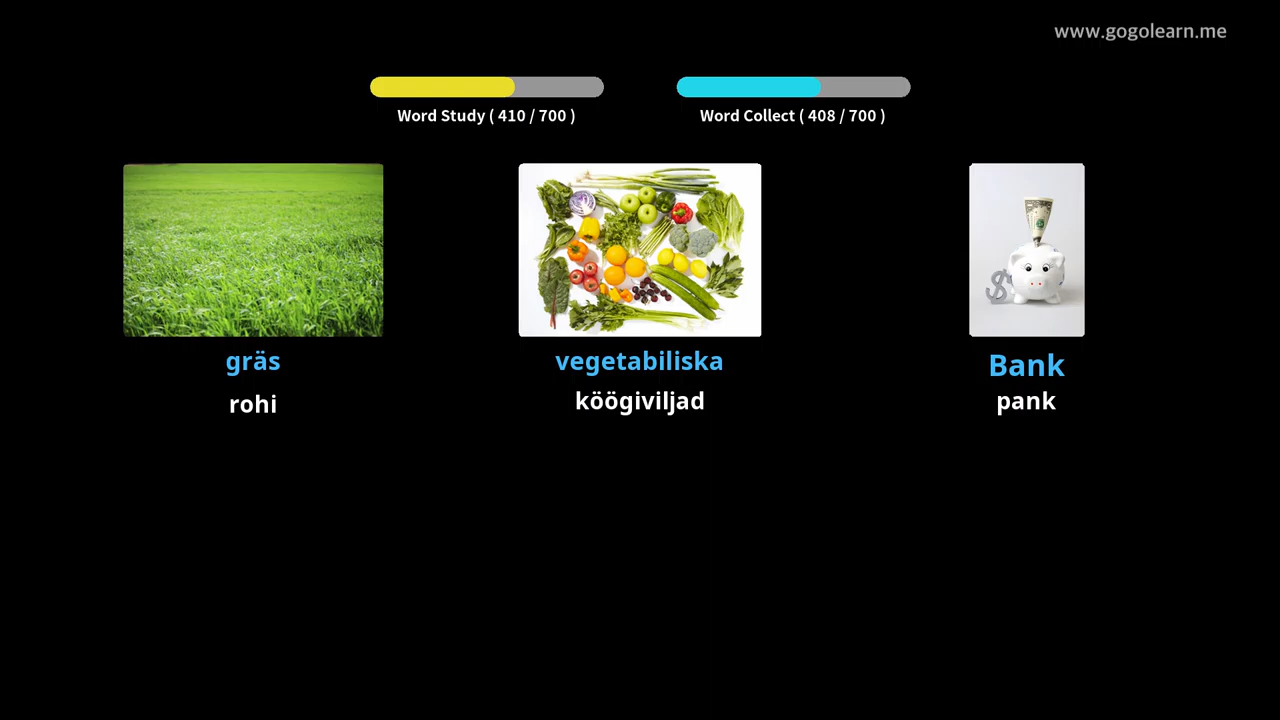 www.gogolearn.me
Word Study ( 410 / 700 )
Word Collect ( 408 / 700 )
gräs
rohi
vegetabiliska
köögiviljad
Bank
pank